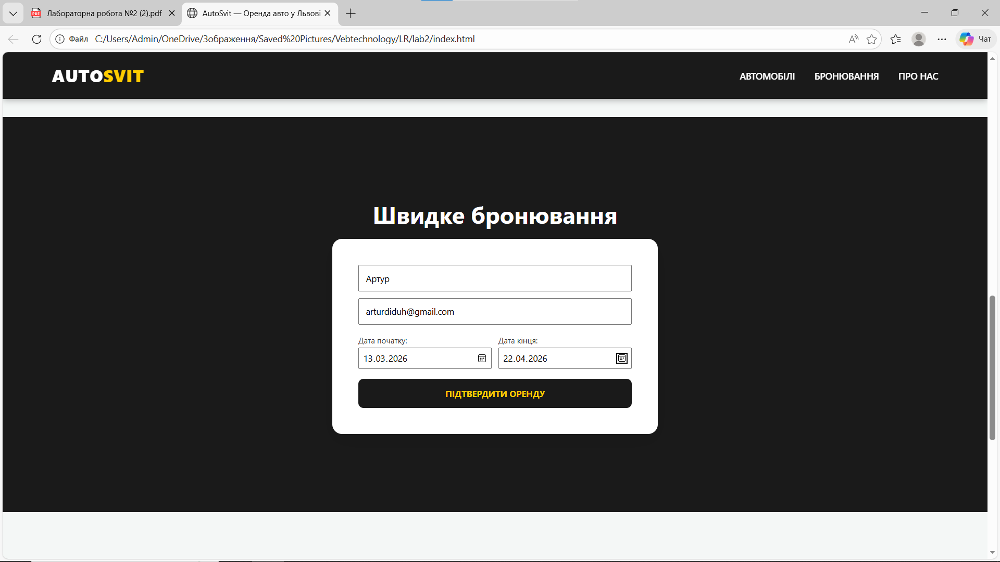 Лабораторна робота №2 (2).pdf
AutoSvit — Оренда авто у Львові
Файл C:/Users/Admin/OneDrive/Зображення/Saved%20Pictures/Vebtechnology/LR/lab2/index.html
Чат
AUTOSVIT
АВТОМОБІЛІ БРОНЮВАННЯ ПРО НАС
Швидке бронювання
Артур
arturdiduh@gmail.com
Дата початку: Дата кінця:
13.03.2026 22.04.2026
ПІДТВЕРДИТИ ОРЕНДУ